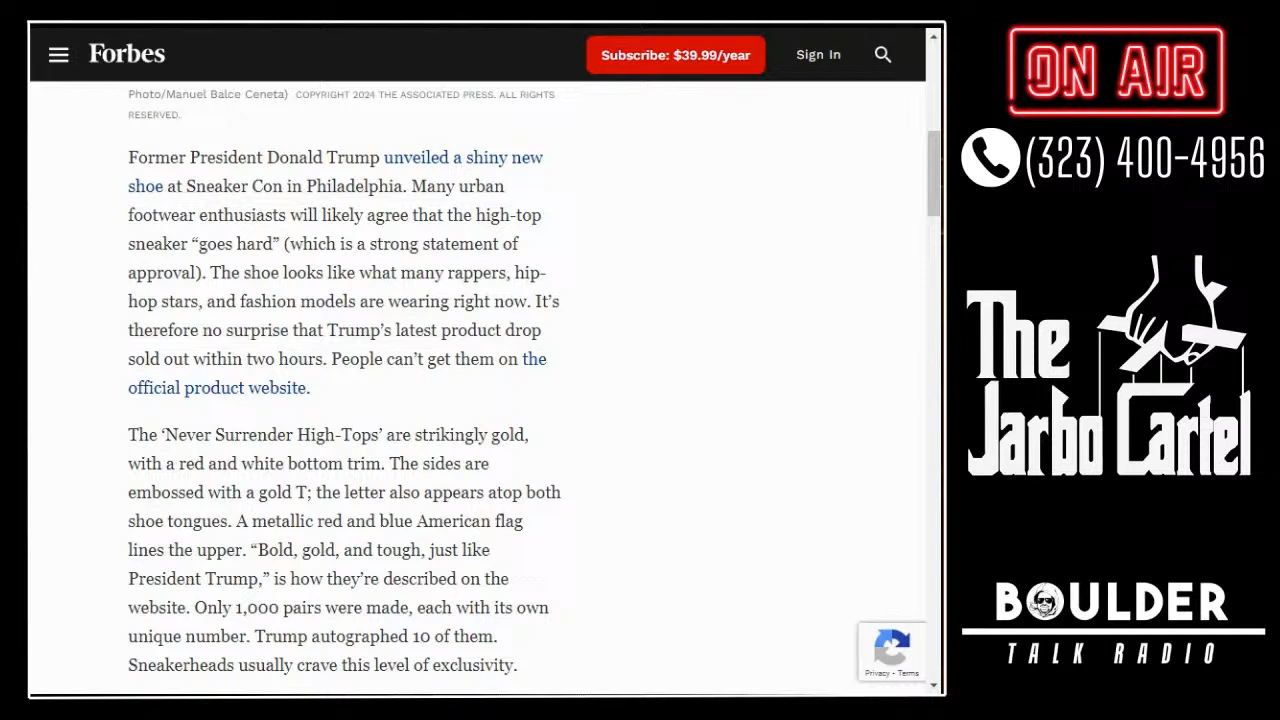 Forbes
Subscribe: $39.99/year
Sign In
Photo/Manuel Balce Ceneta) COPYRIGHT 2024 THE ASSOCIATED PRESS. ALL RIGHTS
RESERVED.
Former President Donald Trump unveiled a shiny new
shoe at Sneaker Con in Philadelphia. Many urban
footwear enthusiasts will likely agree that the high-top
sneaker “goes hard” (which is a strong statement of
approval). The shoe looks like what many rappers, hip-
hop stars, and fashion models are wearing right now. It’s
therefore no surprise that Trump’s latest product drop
sold out within two hours. People can’t get them on the
official product website.
The ‘Never Surrender High-Tops’ are strikingly gold,
with a red and white bottom trim. The sides are
embossed with a gold T; the letter also appears atop both
shoe tongues. A metallic red and blue American flag
lines the upper. “Bold, gold, and tough, just like
President Trump,” is how they’re described on the
website. Only 1,000 pairs were made, each with its own
unique number. Trump autographed 10 of them.
Sneakerheads usually crave this level of exclusivity.
Privacy - Terms
ON AIR
(323) 400-4956
The
Jarbo Cartel
BOULDER
TALK RADIO